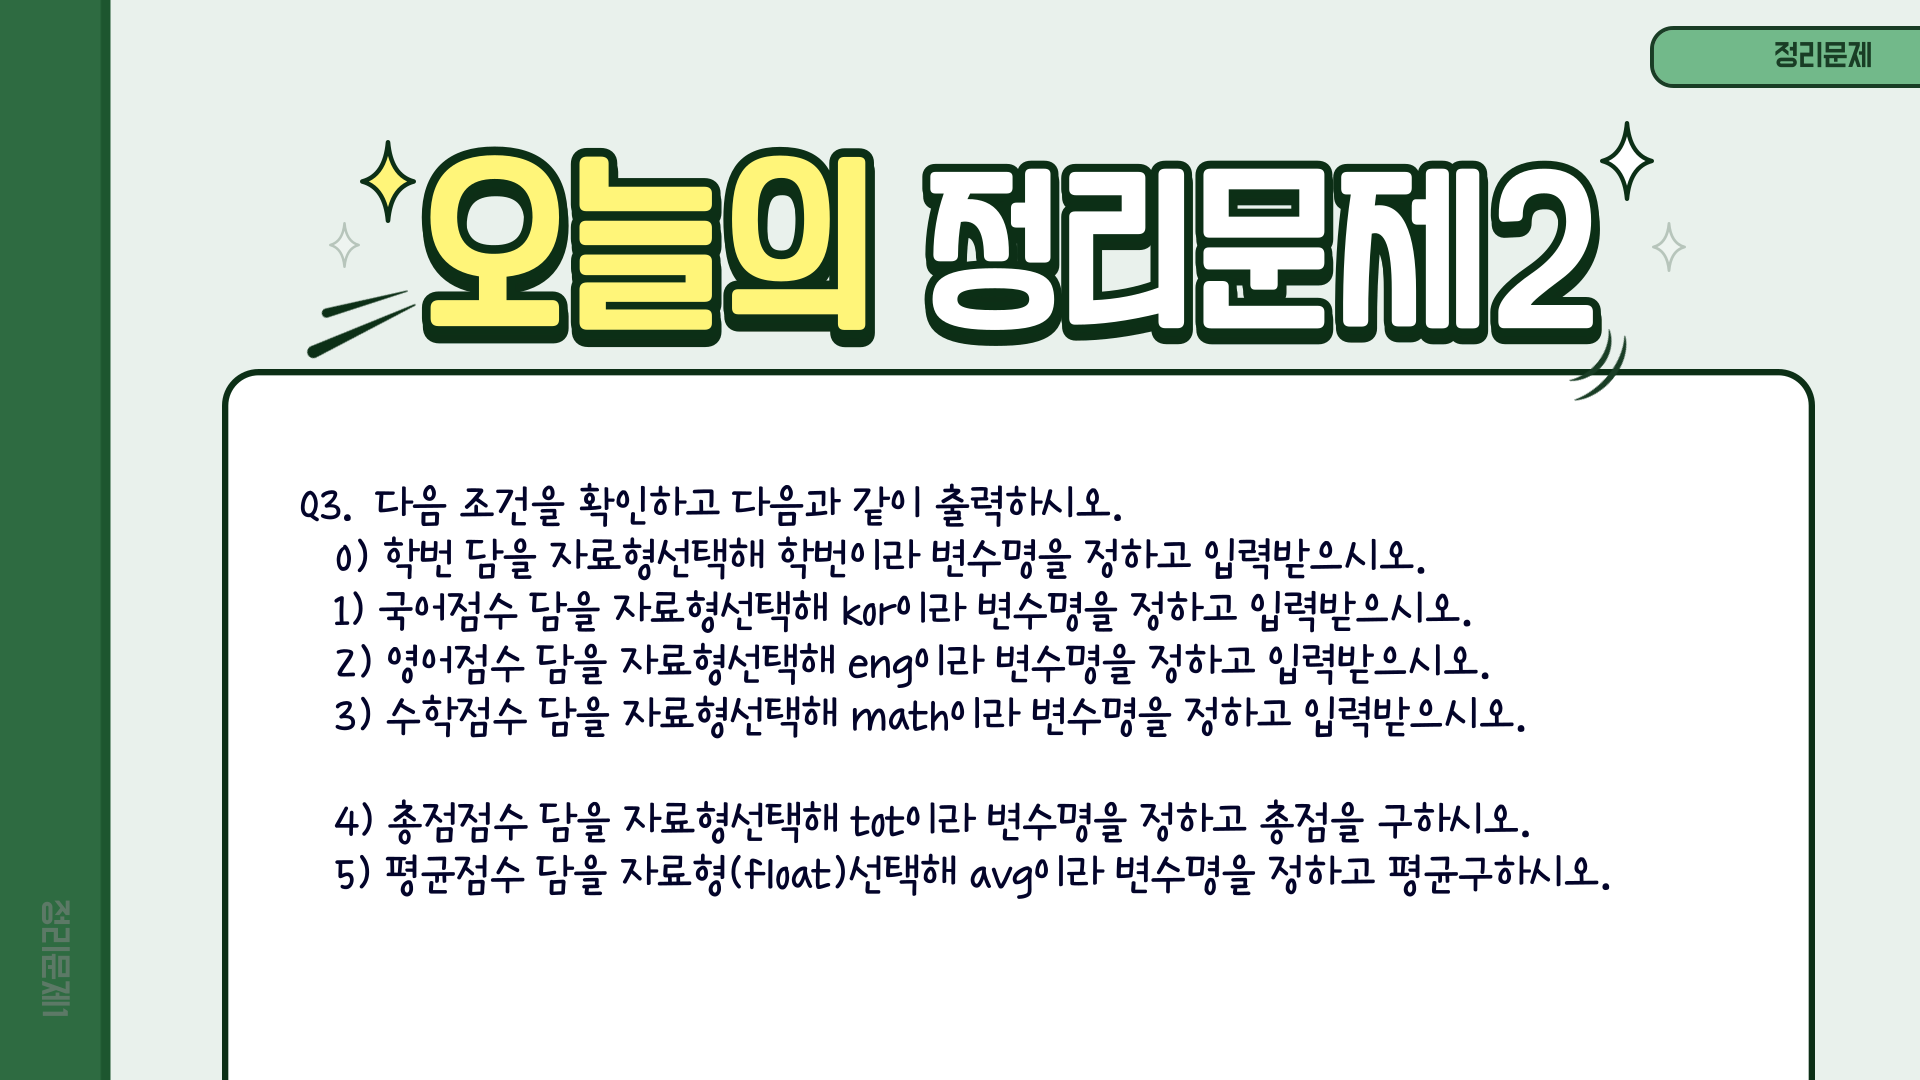 정리문제
오늘의 정리문제2
Q3. 다음 조건을 확인하고 다음과 같이 출력하시오.
0) 학번 담을 자료형선택해 학번이라 변수명을 정하고 입력받으시오.
1) 국어점수 담을 자료형선택해 kor이라 변수명을 정하고 입력받으시오.
2) 영어점수 담을 자료형선택해 eng이라 변수명을 정하고 입력받으시오.
3) 수학점수 담을 자료형선택해 math이라 변수명을 정하고 입력받으시오.
4) 총점점수 담을 자료형선택해 tot이라 변수명을 정하고 총점을 구하시오.
5) 평균점수 담을 자료형(float)선택해 avg이라 변수명을 정하고 평균구하시오.
정리문제1